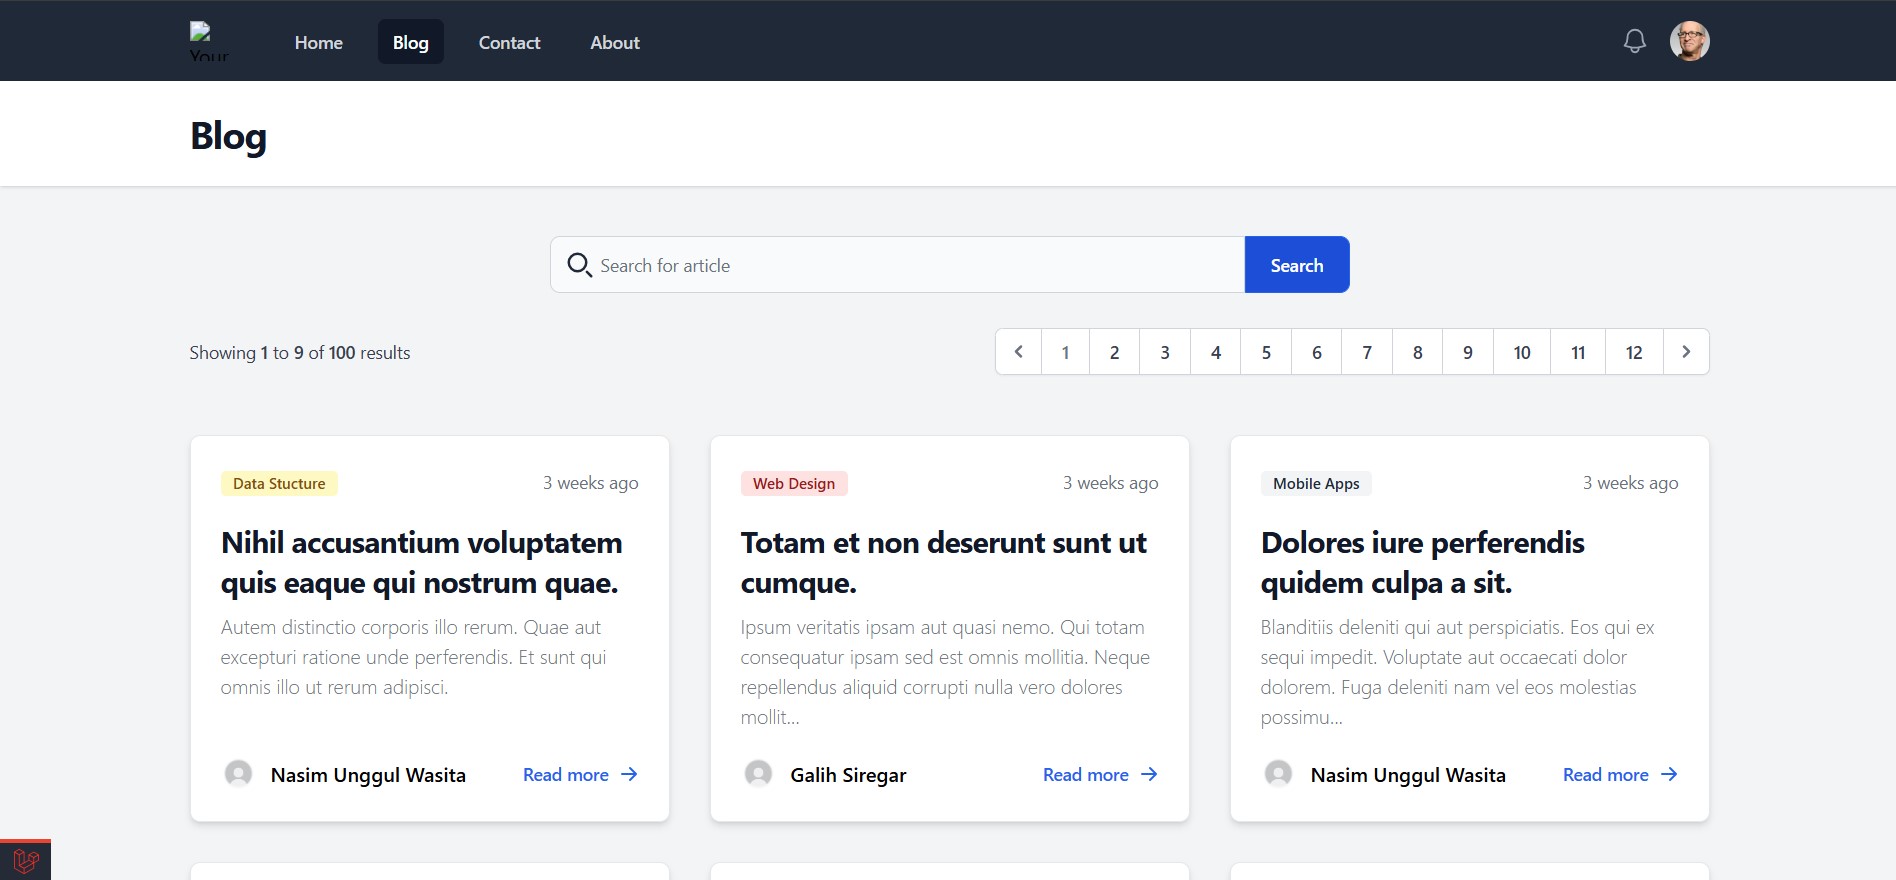 Your
Home
Blog
Contact
About
Blog
Search for article
Search
Showing 1 to 9 of 100 results
1 2 3 4 5 6 7 8 9 10 11 12
Data Stucture
3 weeks ago
Nihil accusantium voluptatem
quis eaque qui nostrum quae.
Autem distinctio corporis illo rerum. Quae aut
excepturi ratione unde perferendis. Et sunt qui
omnis illo ut rerum adipisci.
Nasim Unggul Wasita
Read more
Web Design
3 weeks ago
Totam et non deserunt sunt ut
cumque.
Ipsum veritatis ipsam aut quasi nemo. Qui totam
consequatur ipsam sed est omnis mollitia. Neque
repellendus aliquid corrupti nulla vero dolores
mollit...
Galih Siregar
Read more
Mobile Apps
3 weeks ago
Dolores iure perferendis
quidem culpa a sit.
Blanditiis deleniti qui aut perspiciatis. Eos qui ex
sequi impedit. Voluptate aut occaecati dolor
dolorem. Fuga deleniti nam vel eos molestias
possimu...
Nasim Unggul Wasita
Read more